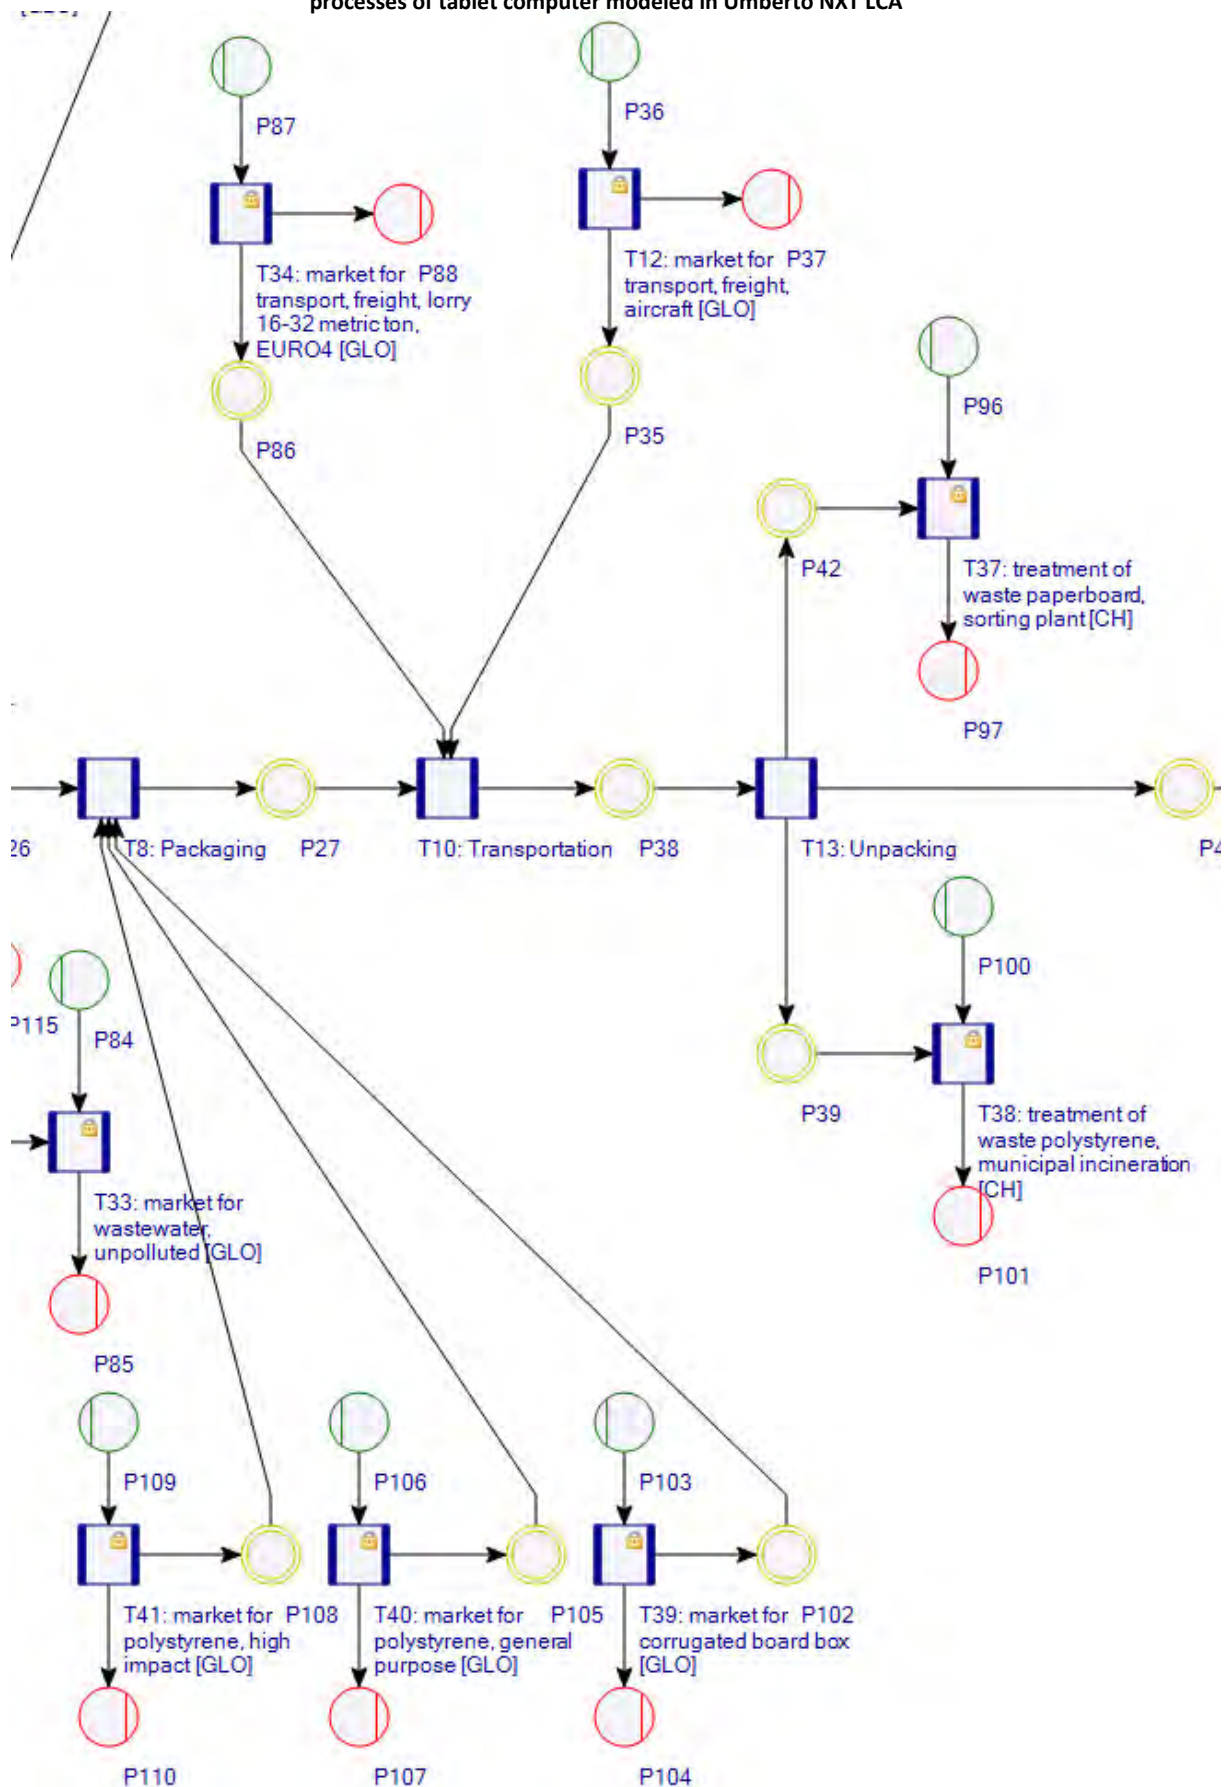 processes of tablet computer modeled in Umberto NXT LCA
[GLO]
P87
P36
T34: market for P88
transport, freight, lorry
16-32 metric ton,
EURO4 [GLO]
T12: market for P37
transport, freight,
aircraft [GLO]
P86
P35
P96
P42
T37: treatment of
waste paperboard,
sorting plant [CH]
P97
26
T8: Packaging
P27
T10: Transportation
P38
T13: Unpacking
P4
P100
P115
P84
P39
T38: treatment of
waste polystyrene,
municipal incineration
[CH]
T33: market for
wastewater,
unpolluted [GLO]
P101
P85
P109
P106
P103
T41: market for P108
polystyrene, high
impact [GLO]
T40: market for P105
polystyrene, general
purpose [GLO]
T39: market for P102
corrugated board box
[GLO]
P110
P107
P104